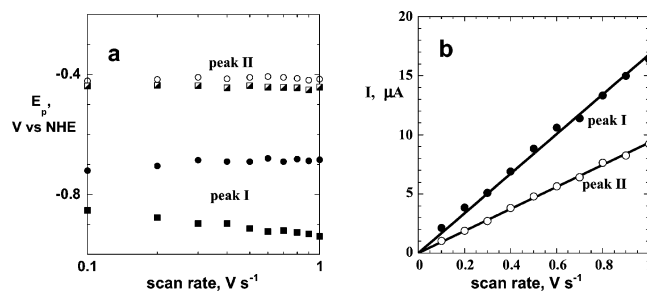 a
peak II
-0.4
E_p,
V vs NHE
-0.8
peak I
0.1
1
scan rate, V s⁻¹
b
20
I, µA
15
10
5
0
peak I
peak II
0 0.2 0.4 0.6 0.8
scan rate, V s⁻¹